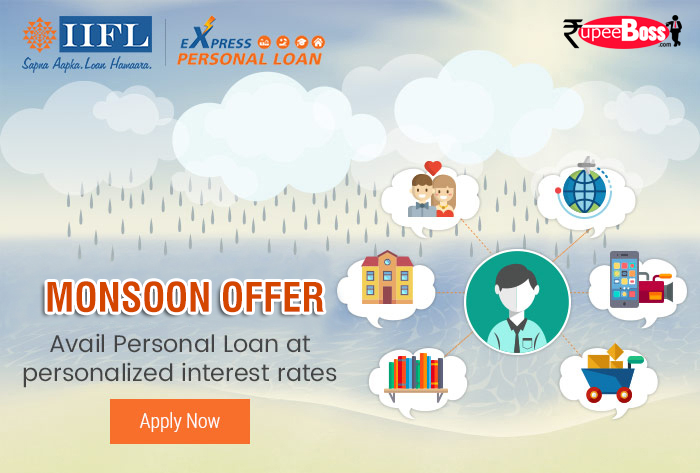 IIFL
Sapna Aapka. Loan Hamaara.
eXpress
PERSONAL LOAN
₹upeeBoss
.com
MONSOON OFFER
Avail Personal Loan at
personalized interest rates
Apply Now